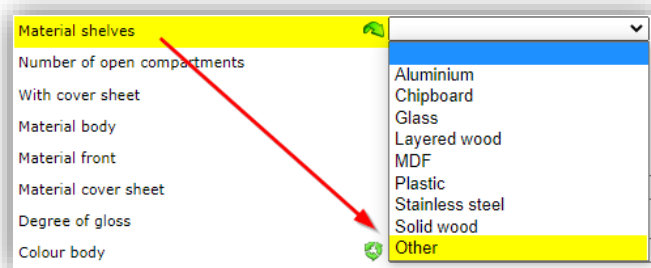 Material shelves
Number of open compartments
With cover sheet
Material body
Material front
Material cover sheet
Degree of gloss
Colour body
Aluminium
Chipboard
Glass
Layered wood
MDF
Plastic
Stainless steel
Solid wood
Other